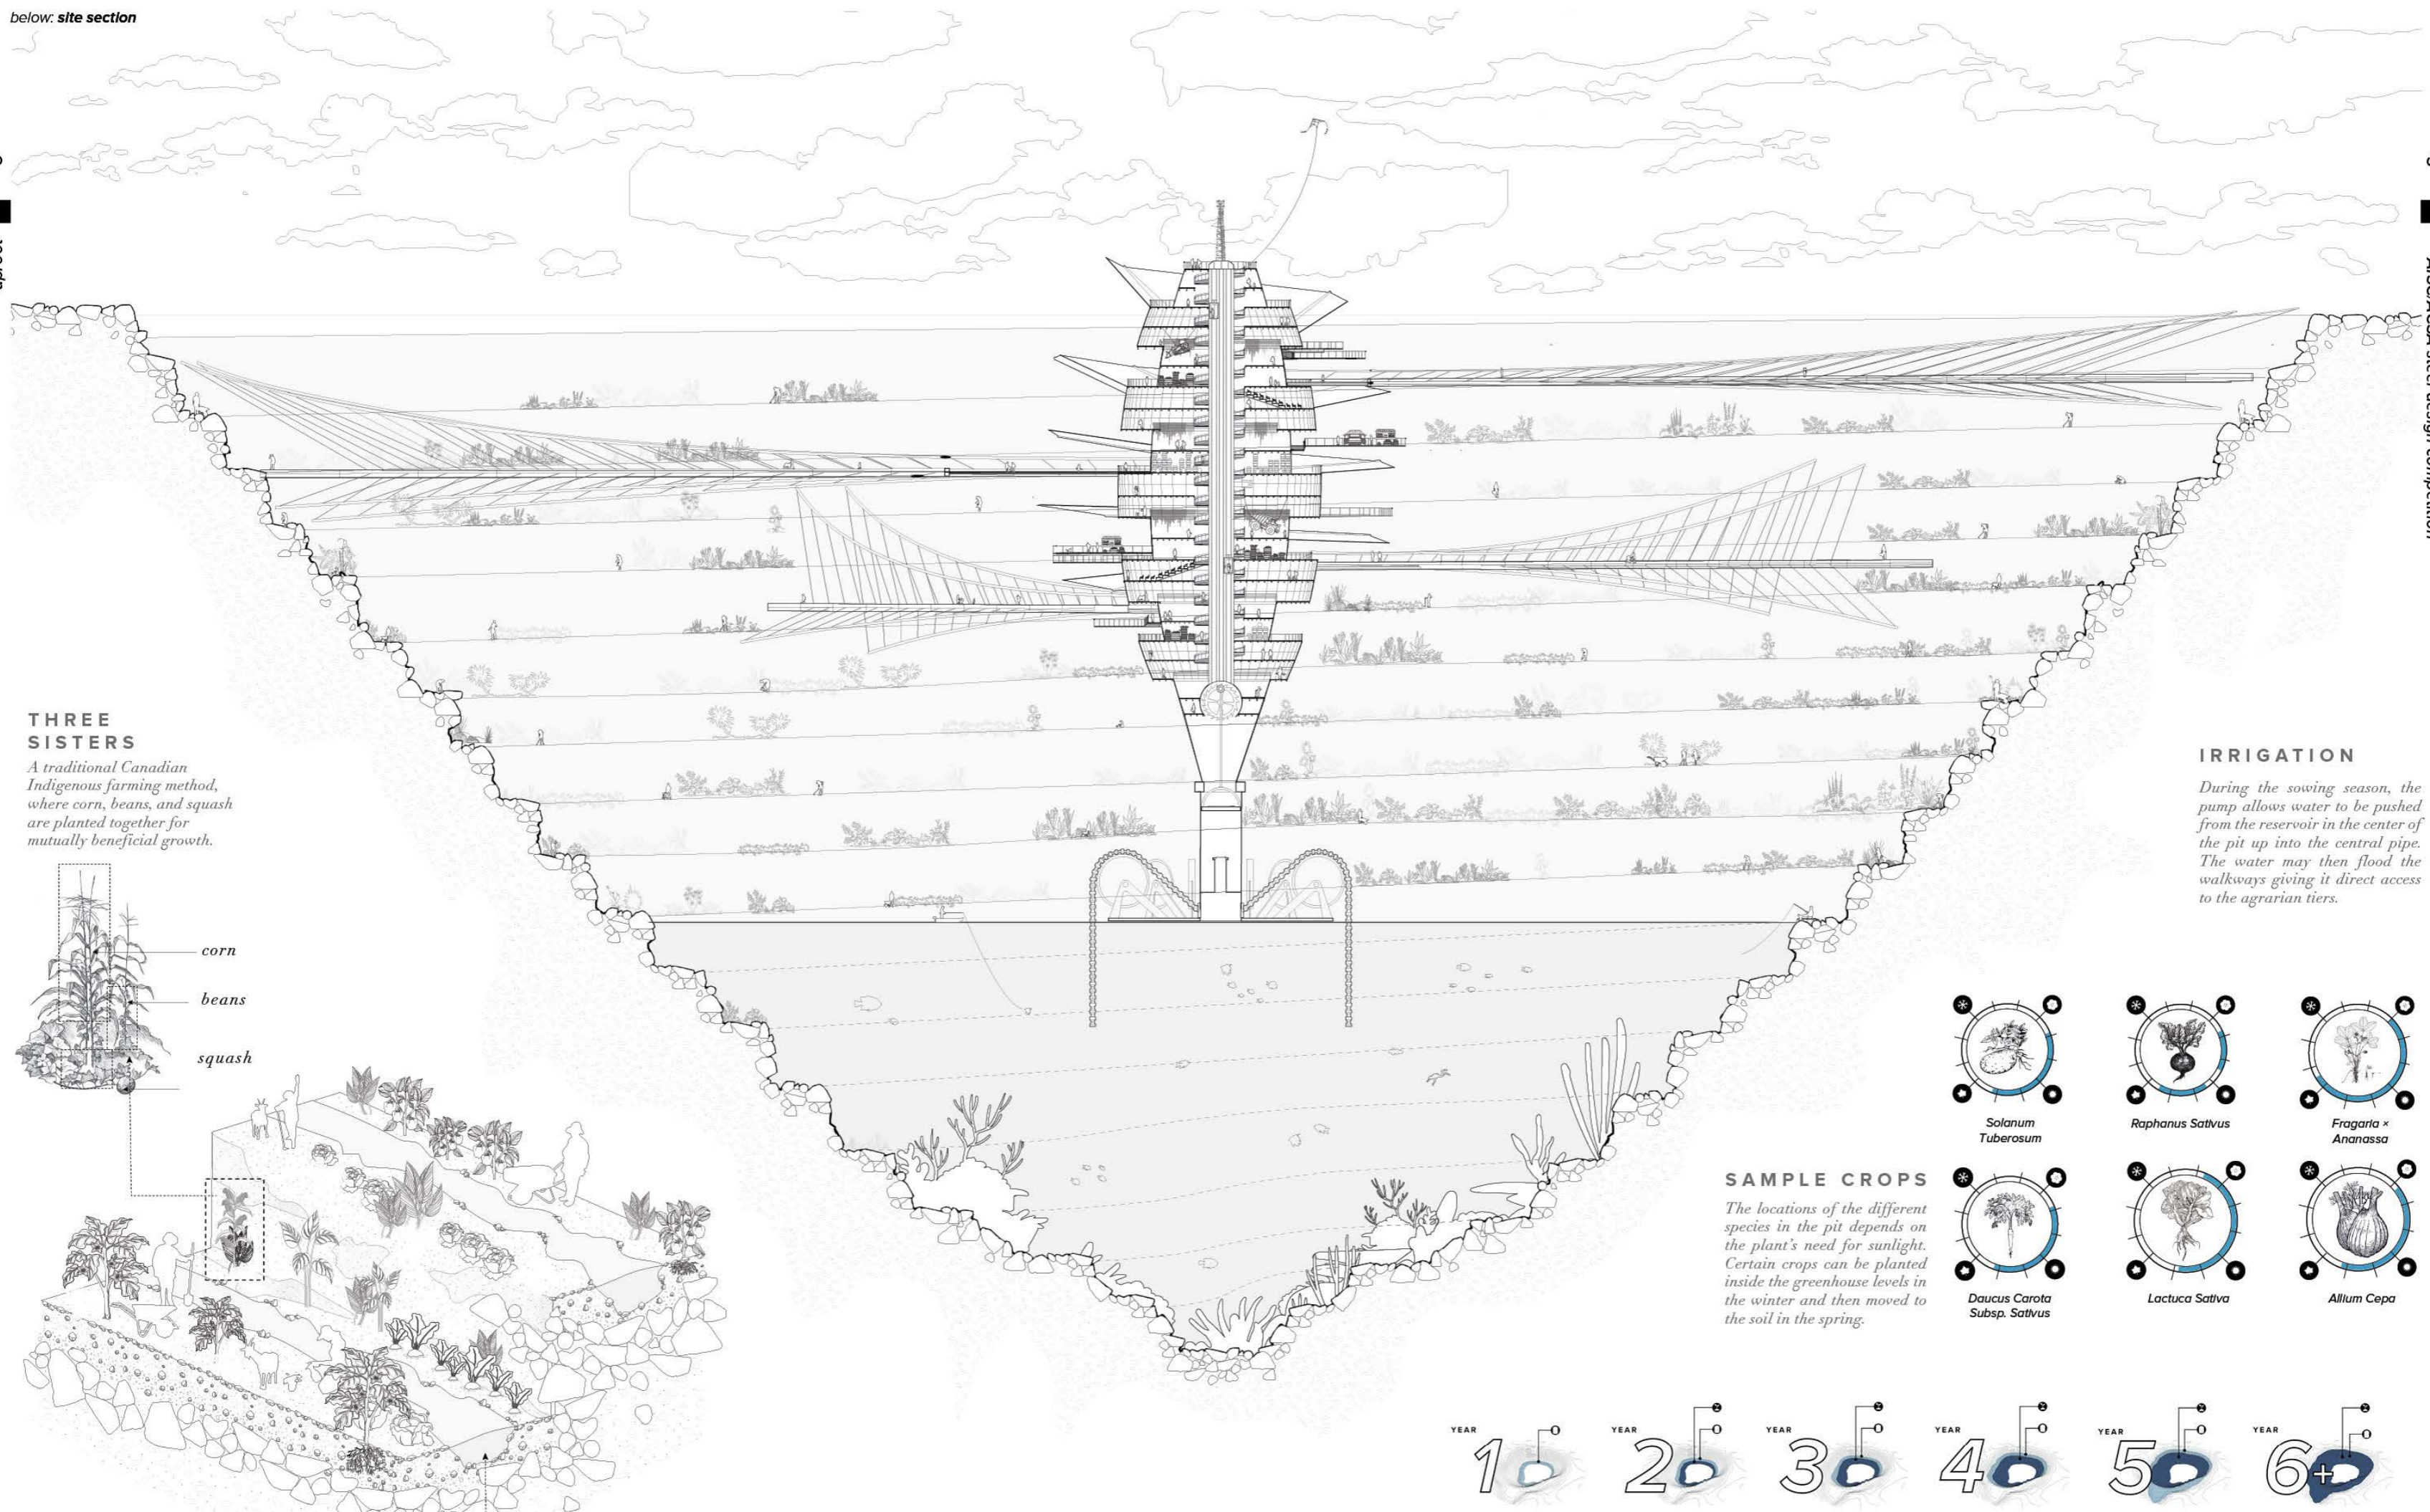 below: site section
THREE
SISTERS
A traditional Canadian
Indigenous farming method,
where corn, beans, and squash
are planted together for
mutually beneficial growth.
corn
beans
squash
IRRIGATION
During the sowing season, the
pump allows water to be pushed
from the reservoir in the center of
the pit up into the central pipe.
The water may then flood the
walkways giving it direct access
to the agrarian tiers.
Solanum
Tuberosum
Raphanus Sativus
Fragaria ×
Ananassa
SAMPLE CROPS
The locations of the different
species in the pit depends on
the plant's need for sunlight.
Certain crops can be planted
inside the greenhouse levels in
the winter and then moved to
the soil in the spring.
Daucus Carota
Subsp. Sativus
Lactuca Sativa
Allium Cepa
YEAR
1
YEAR
2
YEAR
3
YEAR
4
YEAR
5
YEAR
6+